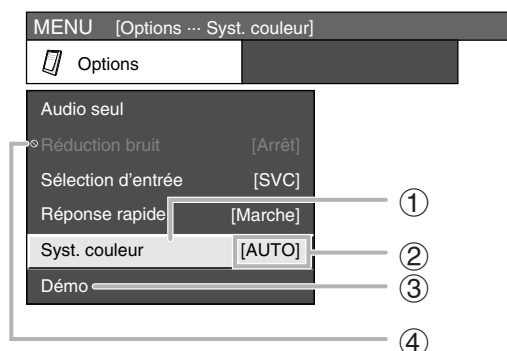 MENU [Options ··· Syst. couleur]
Options
Audio seul
Réduction bruit [Arrêt]
Sélection d'entrée [SVC]
Réponse rapide [Marche]
①
Syst. couleur [AUTO]
②
Démo
③
④